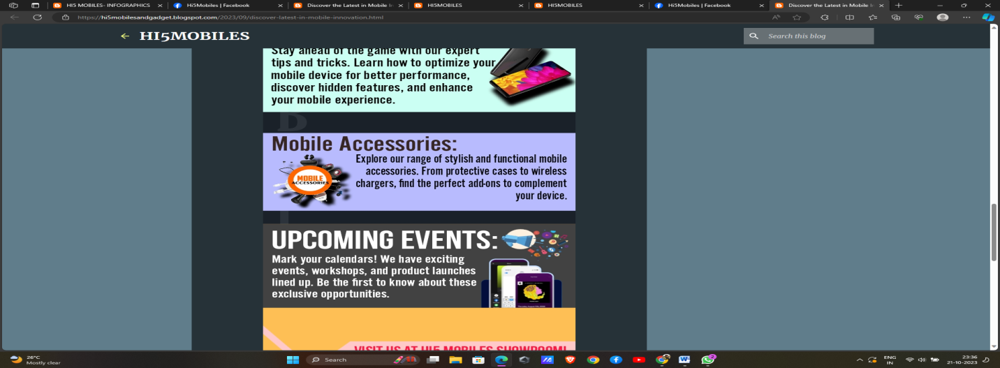 HI5 MOBILES- INFOGRAPHICS
Hi5Mobiles | Facebook
Discover the Latest in Mobile In
HI5MOBILES
HI5MOBILES
Hi5Mobiles | Facebook
Discover the Latest in Mobile In
https://hi5mobilesandgadget.blogspot.com/2023/09/discover-latest-in-mobile-innovation.html
HI5MOBILES
Search this blog
Stay ahead of the game with our expert
tips and tricks. Learn how to optimize your
mobile device for better performance,
discover hidden features, and enhance
your mobile experience.
Mobile Accessories:
MOBILE
ACCESSORIES
Explore our range of stylish and functional mobile
accessories. From protective cases to wireless
chargers, find the perfect add-ons to complement
your device.
UPCOMING EVENTS:
Mark your calendars! We have exciting
events, workshops, and product launches
lined up. Be the first to know about these
exclusive opportunities.
VISIT US AT HI5 MOBILES SHOWROOM!
26°C
Mostly clear
Search
ENG
IN
23:36
21-10-2023